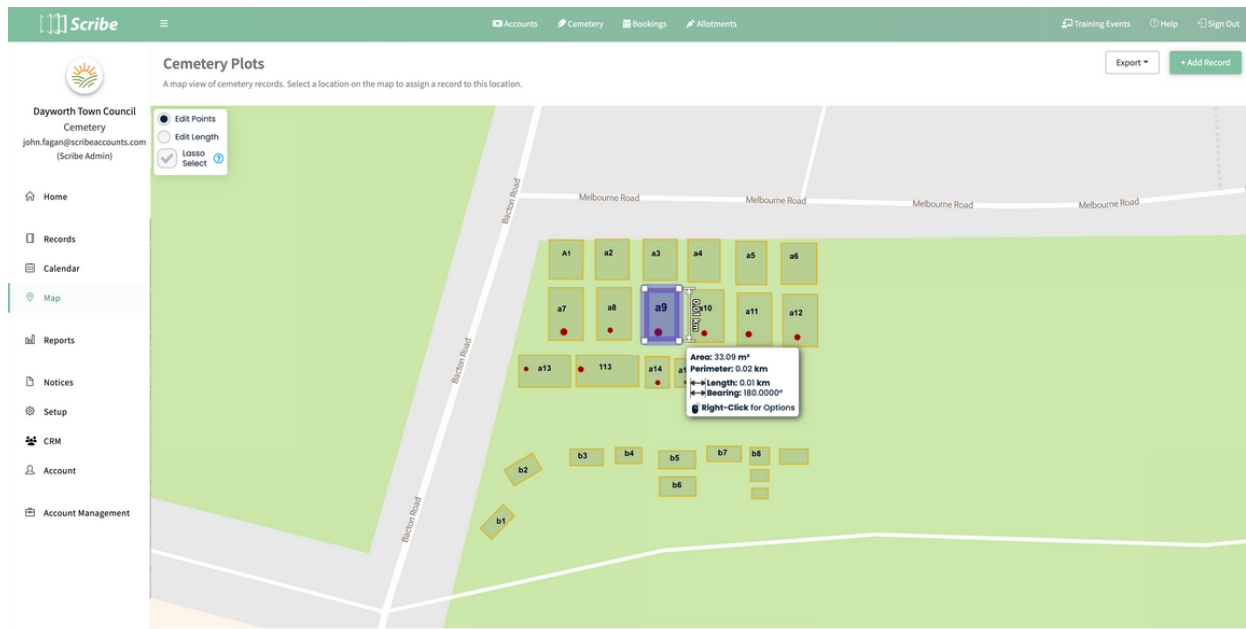 Scribe
Accounts
Cemetery
Bookings
Allotments
Training Events
Help
Sign Out
Dayworth Town Council
Cemetery
john.fagan@scribeaccounts.com
(Scribe Admin)
Home
Records
Calendar
Map
Reports
Notices
Setup
CRM
Account
Account Management
Cemetery Plots
A map view of cemetery records. Select a location on the map to assign a record to this location.
Export
+ Add Record
Edit Points
Edit Length
Lasso
Select
?
Bacton Road
Melbourne Road
Melbourne Road
Melbourne Road
Melbourne Road
A1
a2
a3
a4
a5
a6
a7
a8
a9
0.01 km
a10
a11
a12
Bacton Road
a13
113
a14
Area: 33.09 m²
Perimeter: 0.02 km
Length: 0.01 km
Bearing: 180.0000°
Right-Click for Options
b1
b2
b3
b4
b5
b6
b7
b8
Bacton Road